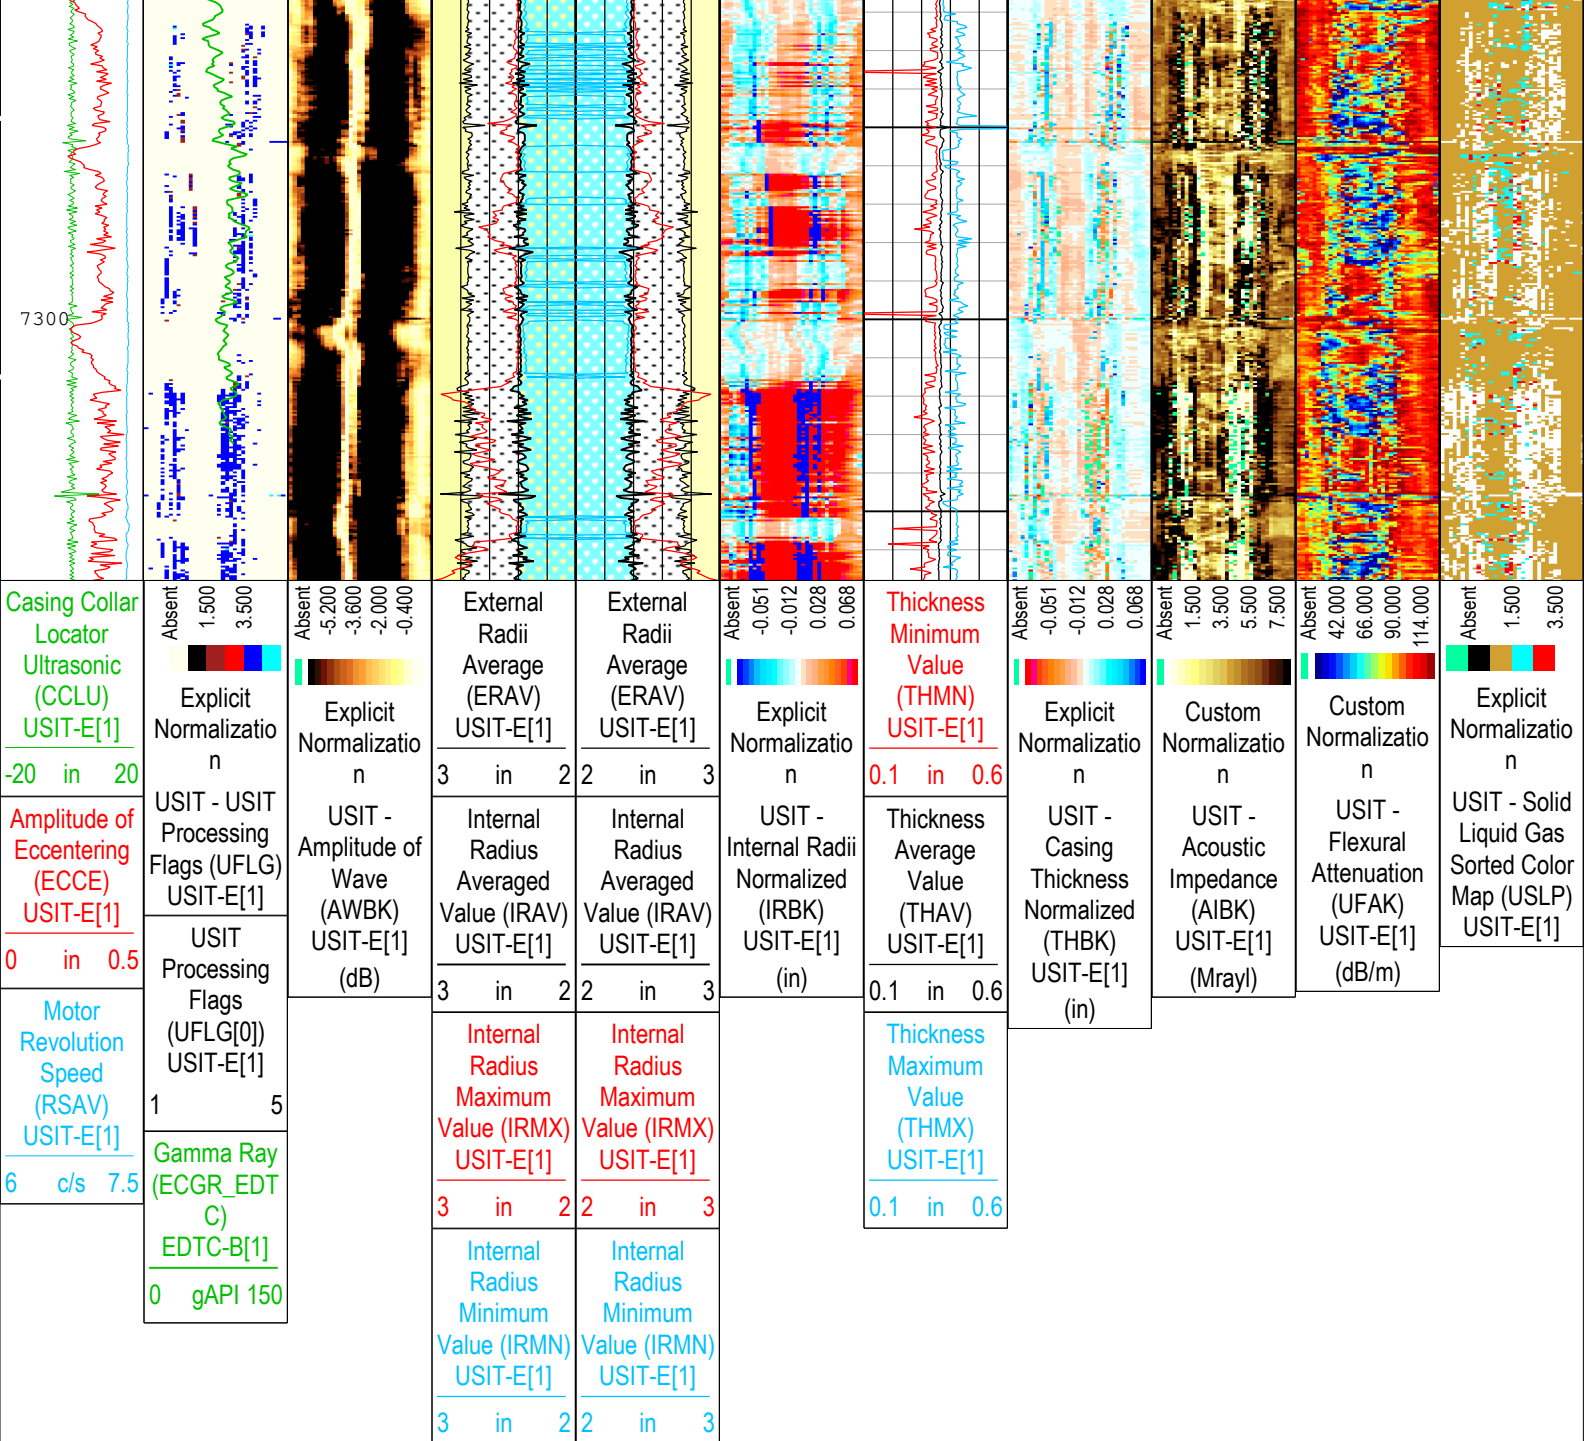 7300
Casing Collar
Locator
Ultrasonic
(CCLU)
USIT-E[1]
-20 in 20
Amplitude of
Eccentering
(ECCE)
USIT-E[1]
0 in 0.5
Motor
Revolution
Speed
(RSAV)
USIT-E[1]
6 c/s 7.5
Absent
1.500
3.500
Explicit
Normalizatio
n
USIT - USIT
Processing
Flags (UFLG)
USIT-E[1]
USIT
Processing
Flags
(UFLG[0])
USIT-E[1]
1 5
Gamma Ray
(ECGR_EDT
C)
EDTC-B[1]
0 gAPI 150
Absent
-5.200
-3.600
-2.000
-0.400
Explicit
Normalizatio
n
USIT -
Amplitude of
Wave
(AWBK)
USIT-E[1]
(dB)
External
Radii
Average
(ERAV)
USIT-E[1]
3 in 2
Internal
Radius
Averaged
Value (IRAV)
USIT-E[1]
3 in 2
Internal
Radius
Maximum
Value (IRMX)
USIT-E[1]
3 in 2
Internal
Radius
Minimum
Value (IRMN)
USIT-E[1]
3 in 2
External
Radii
Average
(ERAV)
USIT-E[1]
2 in 3
Internal
Radius
Averaged
Value (IRAV)
USIT-E[1]
2 in 3
Internal
Radius
Maximum
Value (IRMX)
USIT-E[1]
2 in 3
Internal
Radius
Minimum
Value (IRMN)
USIT-E[1]
2 in 3
Absent
-0.051
-0.012
0.028
0.068
Explicit
Normalizatio
n
USIT -
Internal Radii
Normalized
(IRBK)
USIT-E[1]
(in)
Thickness
Minimum
Value
(THMN)
USIT-E[1]
0.1 in 0.6
Thickness
Average
Value
(THAV)
USIT-E[1]
0.1 in 0.6
Thickness
Maximum
Value
(THMX)
USIT-E[1]
0.1 in 0.6
Absent
-0.051
-0.012
0.028
0.068
Explicit
Normalizatio
n
USIT -
Casing
Thickness
Normalized
(THBK)
USIT-E[1]
(in)
Absent
1.500
3.500
5.500
7.500
Custom
Normalizatio
n
USIT -
Acoustic
Impedance
(AIBK)
USIT-E[1]
(Mrayl)
Absent
42.000
66.000
90.000
114.000
Custom
Normalizatio
n
USIT -
Flexural
Attenuation
(UFAK)
USIT-E[1]
(dB/m)
Absent
1.500
3.500
Explicit
Normalizatio
n
USIT - Solid
Liquid Gas
Sorted Color
Map (USLP)
USIT-E[1]